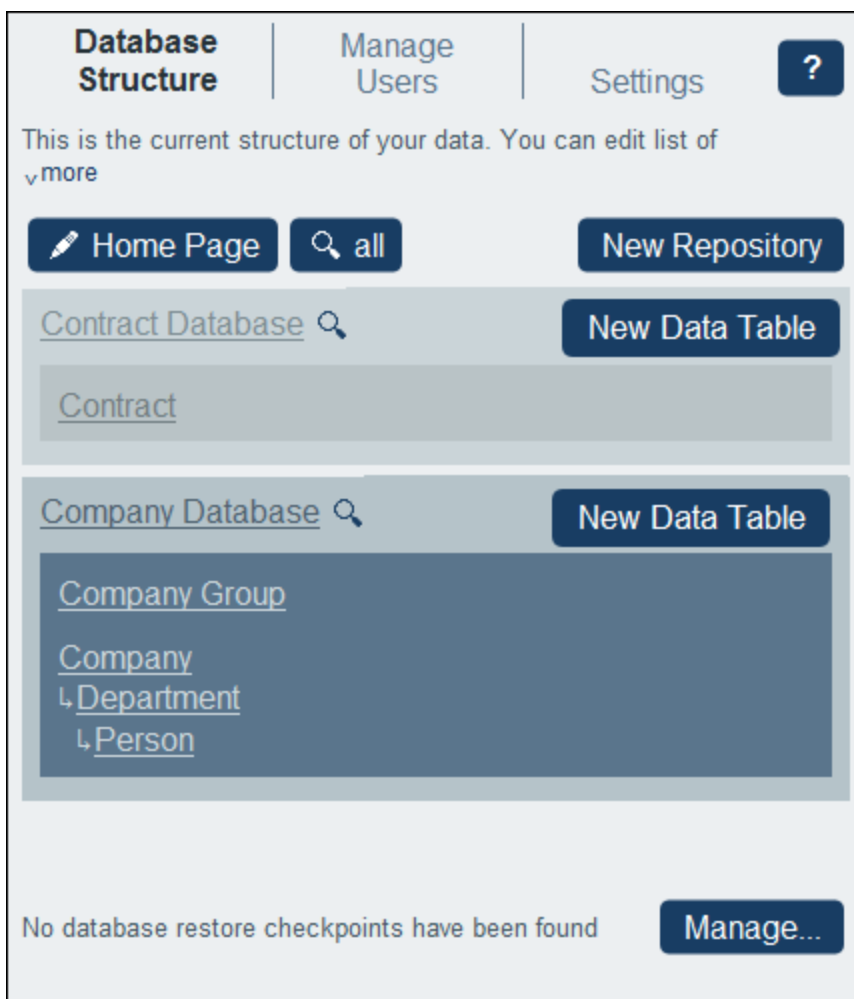 Database
Structure
Manage
Users
Settings
?
This is the current structure of your data. You can edit list of
˅more
Home Page
all
New Repository
Contract Database
New Data Table
Contract
Company Database
New Data Table
Company Group
Company
↳Department
↳Person
No database restore checkpoints have been found
Manage...